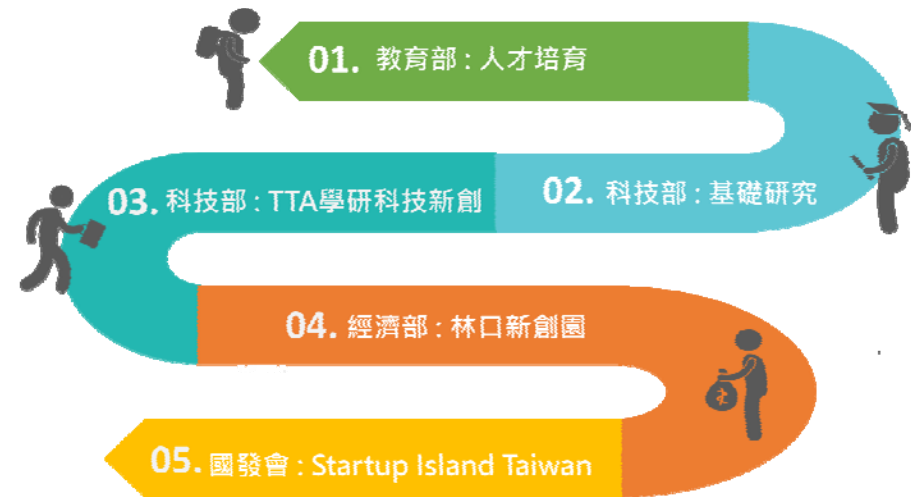 01. 教育部 : 人才培育
02. 科技部 : 基礎研究
03. 科技部 : TTA學研科技新創
04. 經濟部 : 林口新創園
05. 國發會 : Startup Island Taiwan